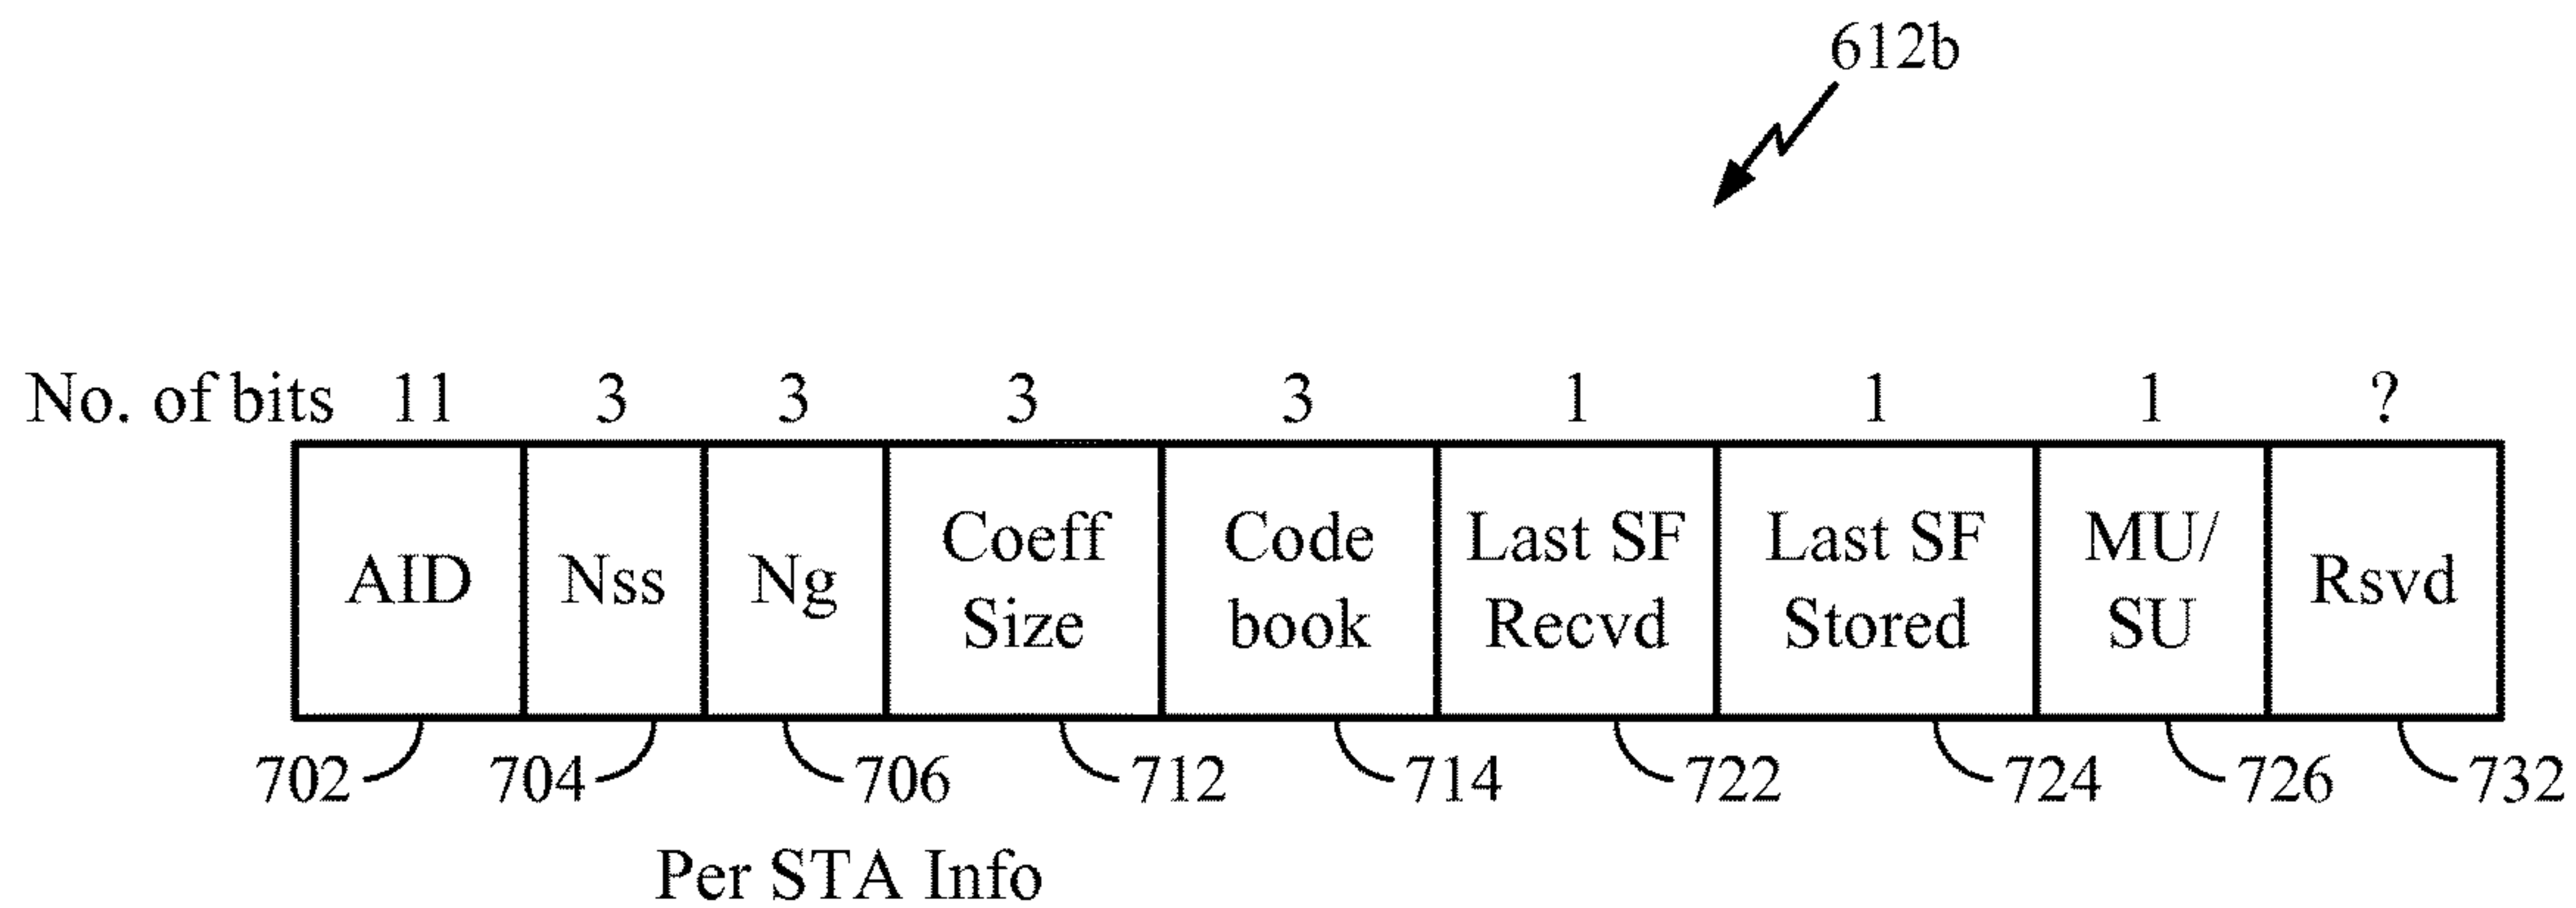 612b
No. of bits 11 3 3 3 3 1 1 1 ?
AID Nss Ng Coeff Size Code book Last SF Recvd Last SF Stored MU/ SU Rsvd
702 704 706 712 714 722 724 726 732
Per STA Info